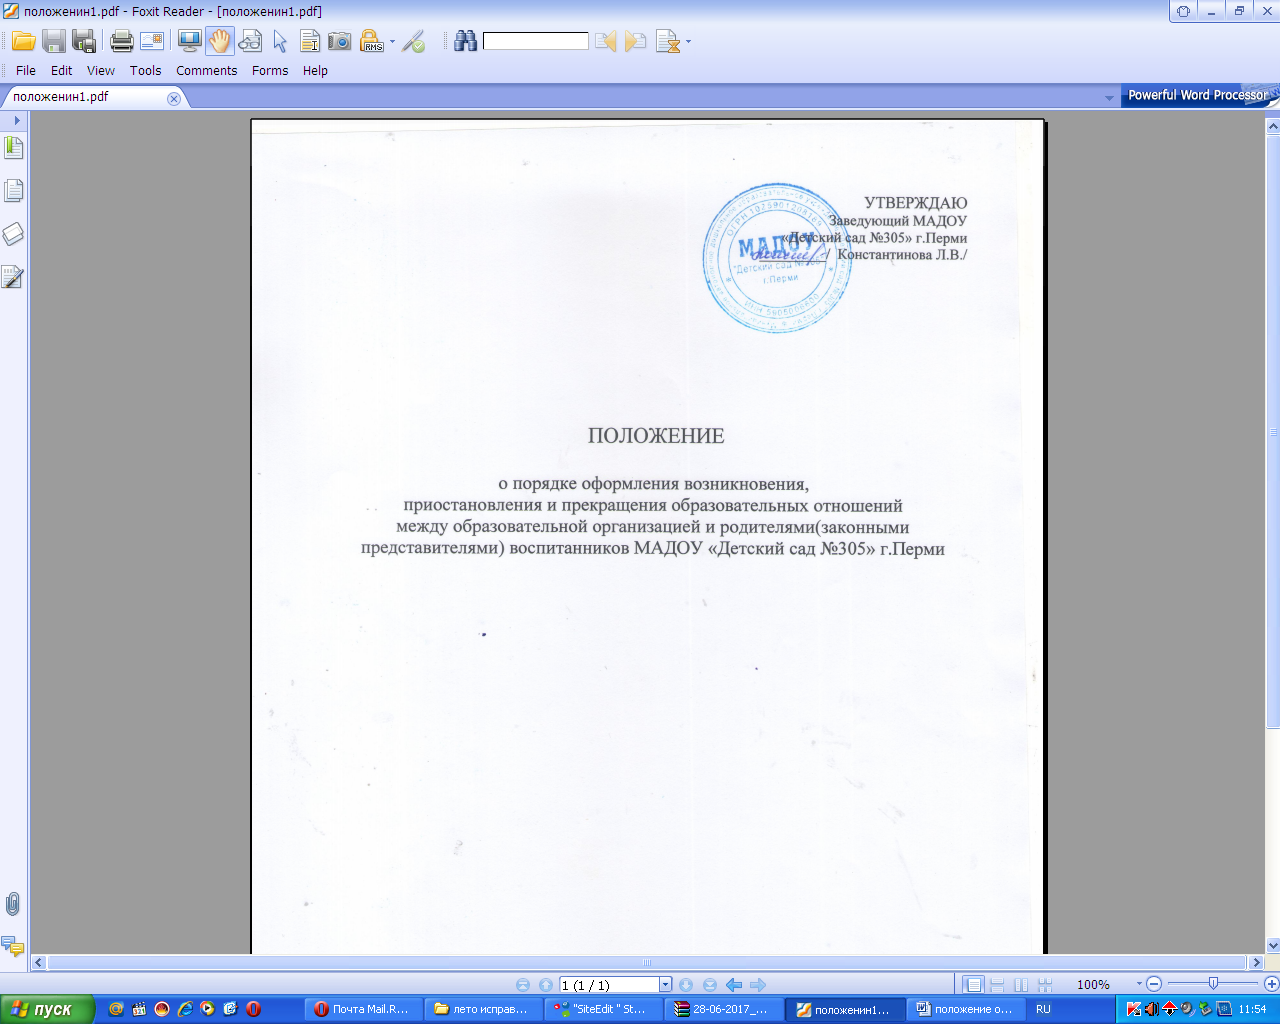 положенин1.pdf - Foxit Reader - [положенин1.pdf]
RMS
File Edit View Tools Comments Forms Help
положенин1.pdf
Powerful Word Processor
УТВЕРЖДАЮ
Заведующий МАДОУ
«Детский сад №305» г.Перми
/ Константинова Л.В./
МАДОУ
"Детский сад
г.Перми
ПОЛОЖЕНИЕ
о порядке оформления возникновения,
приостановления и прекращения образовательных отношений
между образовательной организацией и родителями(законными
представителями) воспитанников МАДОУ «Детский сад №305» г.Перми
1 (1 / 1)
100%
пуск
Почта Mail.R...
лето исправ...
"SiteEdit " St...
28-06-2017_...
положенин1...
положение о...
RU
11:54